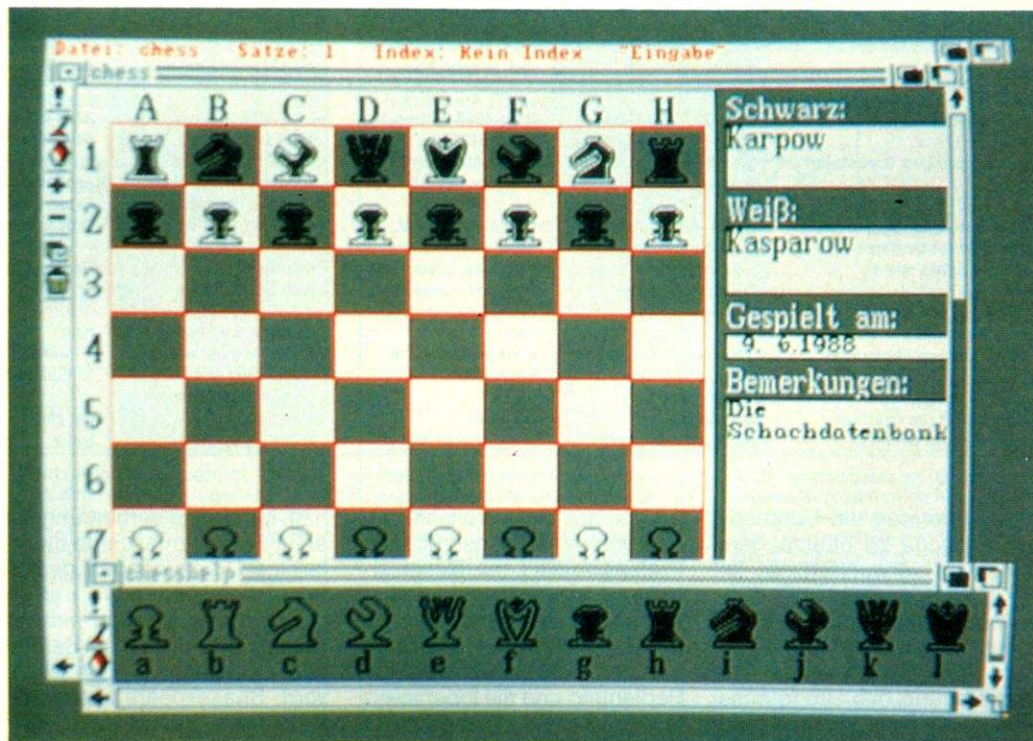 Datei: chess Satze: 1 Index: Kein Index "Eingabe"
chess
A B C D E F G H
1
2
3
4
5
6
7
Schwarz:
Karpow
Weiß:
Kasparow
Gespielt am:
9. 6.1988
Bemerkungen:
Die
Schachdatenbank
chesshelp
a b c d e f g h i j k l